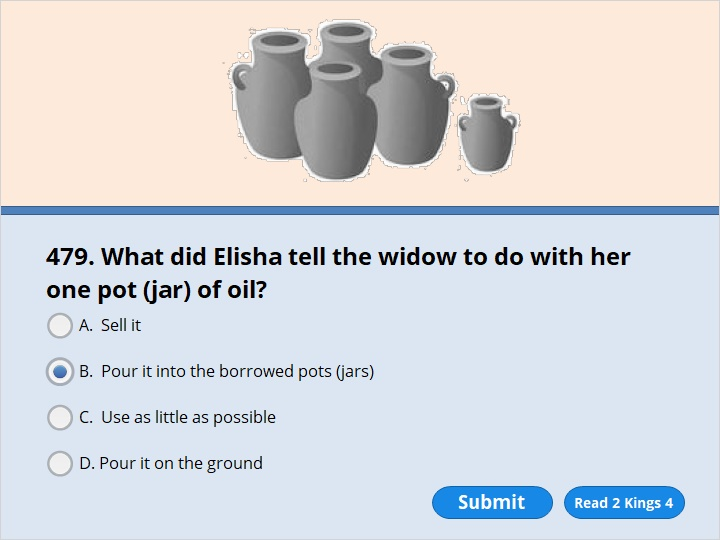 479. What did Elisha tell the widow to do with her
one pot (jar) of oil?
A. Sell it
B. Pour it into the borrowed pots (jars)
C. Use as little as possible
D. Pour it on the ground
Submit
Read 2 Kings 4